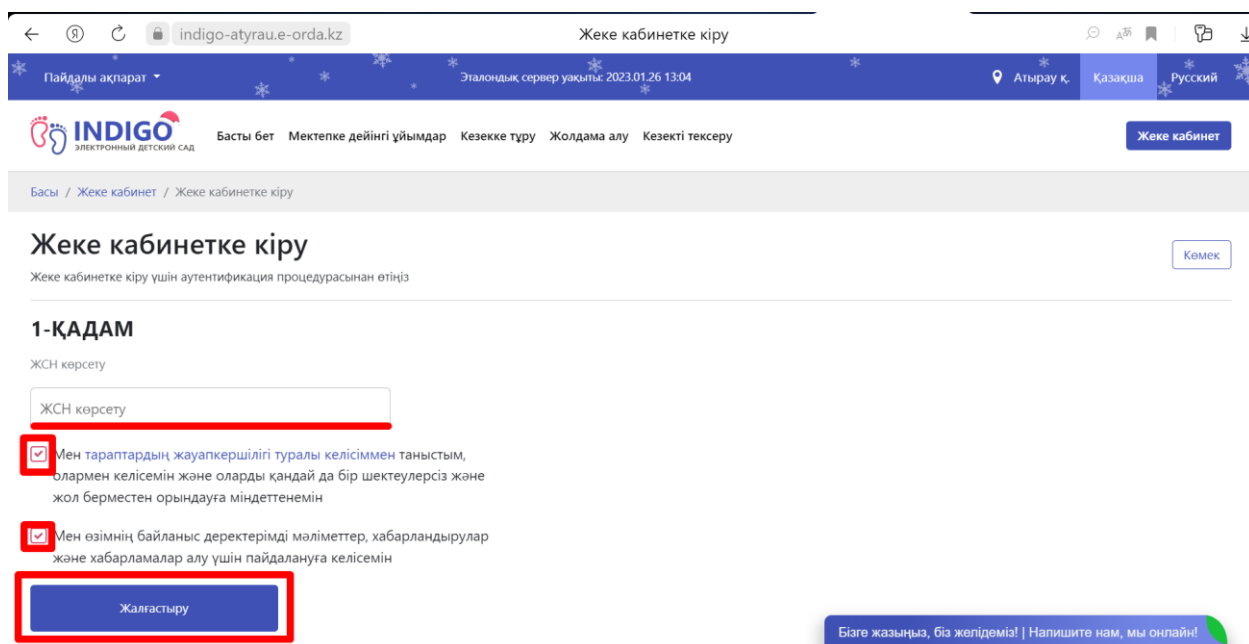 indigo-atyrau.e-orda.kz
Жеке кабинетке кіру
Пайдалы ақпарат
Эталондық сервер уақыты: 2023.01.26 13:04
Атырау қ.
Қазақша
Русский
INDIGO
ЭЛЕКТРОННЫЙ ДЕТСКИЙ САД
Басты бет Мектепке дейінгі ұйымдар Кезекке тұру Жолдама алу Кезекті тексеру
Жеке кабинет
Басы / Жеке кабинет / Жеке кабинетке кіру
Жеке кабинетке кіру
Көмек
Жеке кабинетке кіру үшін аутентификация процедурасынан өтіңіз
1-ҚАДАМ
ЖСН көрсету
ЖСН көрсету
Мен тараптардың жауапкершілігі туралы келісіммен таныстым,
олармен келісемін және оларды қандай да бір шектеулерсіз және
жол берместен орындауға міндеттенемін
Мен өзімнің байланыс деректерімді мәліметтер, хабарландырулар
және хабарламалар алу үшін пайдалануға келісемін
Жалғастыру
Бізге жазыңыз, біз желідеміз! | Напишите нам, мы онлайн!